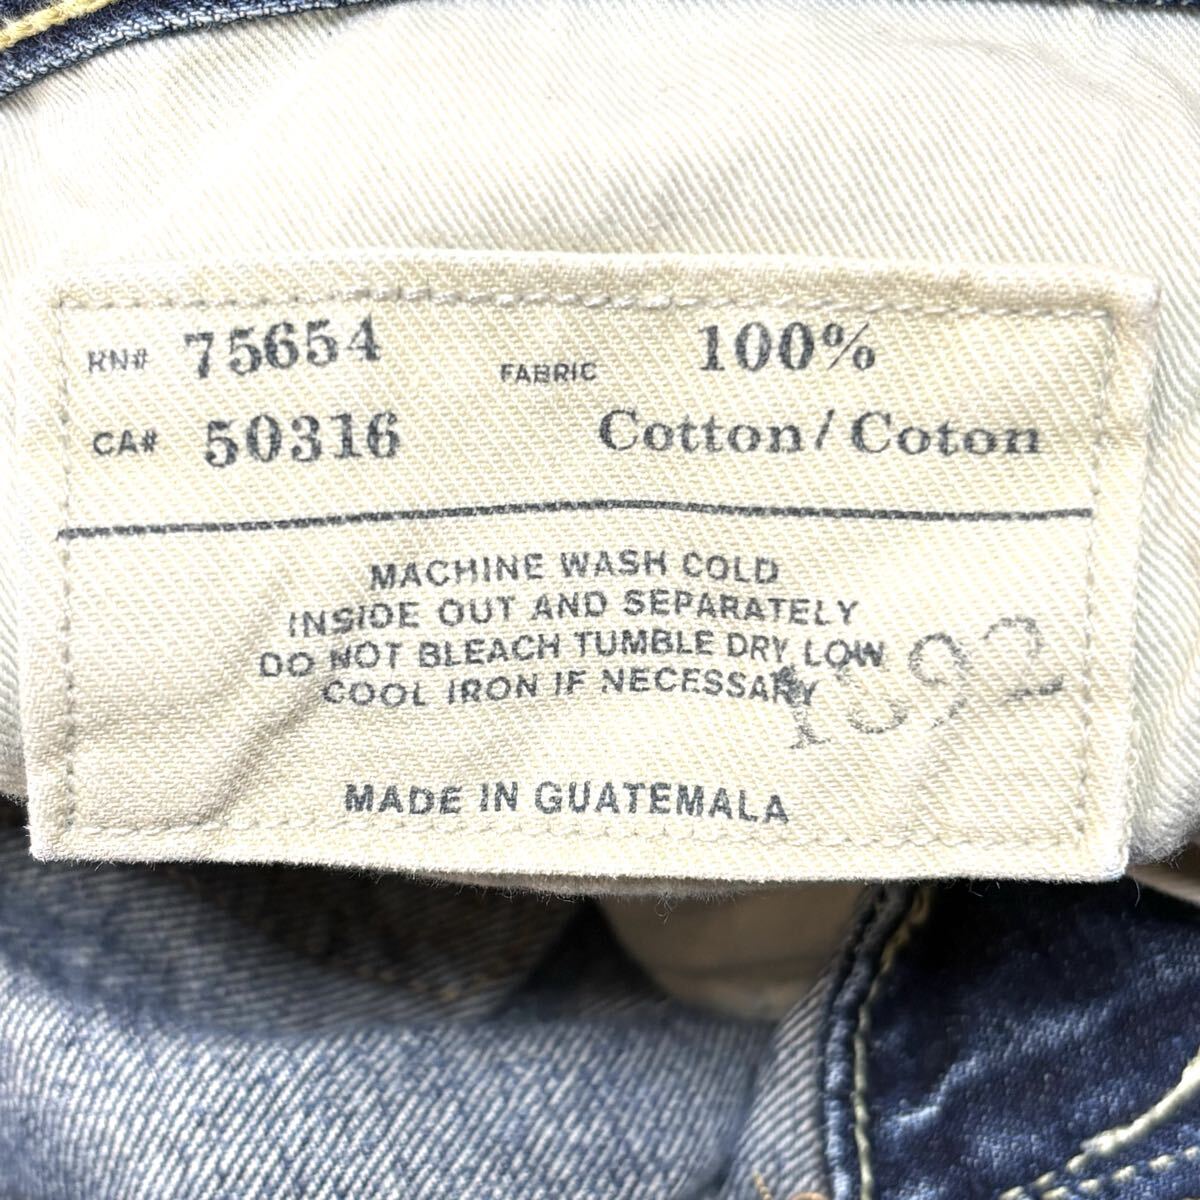 RN# 75654 FABRIC 100%
CA# 50316 Cotton/Coton
MACHINE WASH COLD
INSIDE OUT AND SEPARATELY
DO NOT BLEACH TUMBLE DRY LOW
COOL IRON IF NECESSARY
1892
MADE IN GUATEMALA